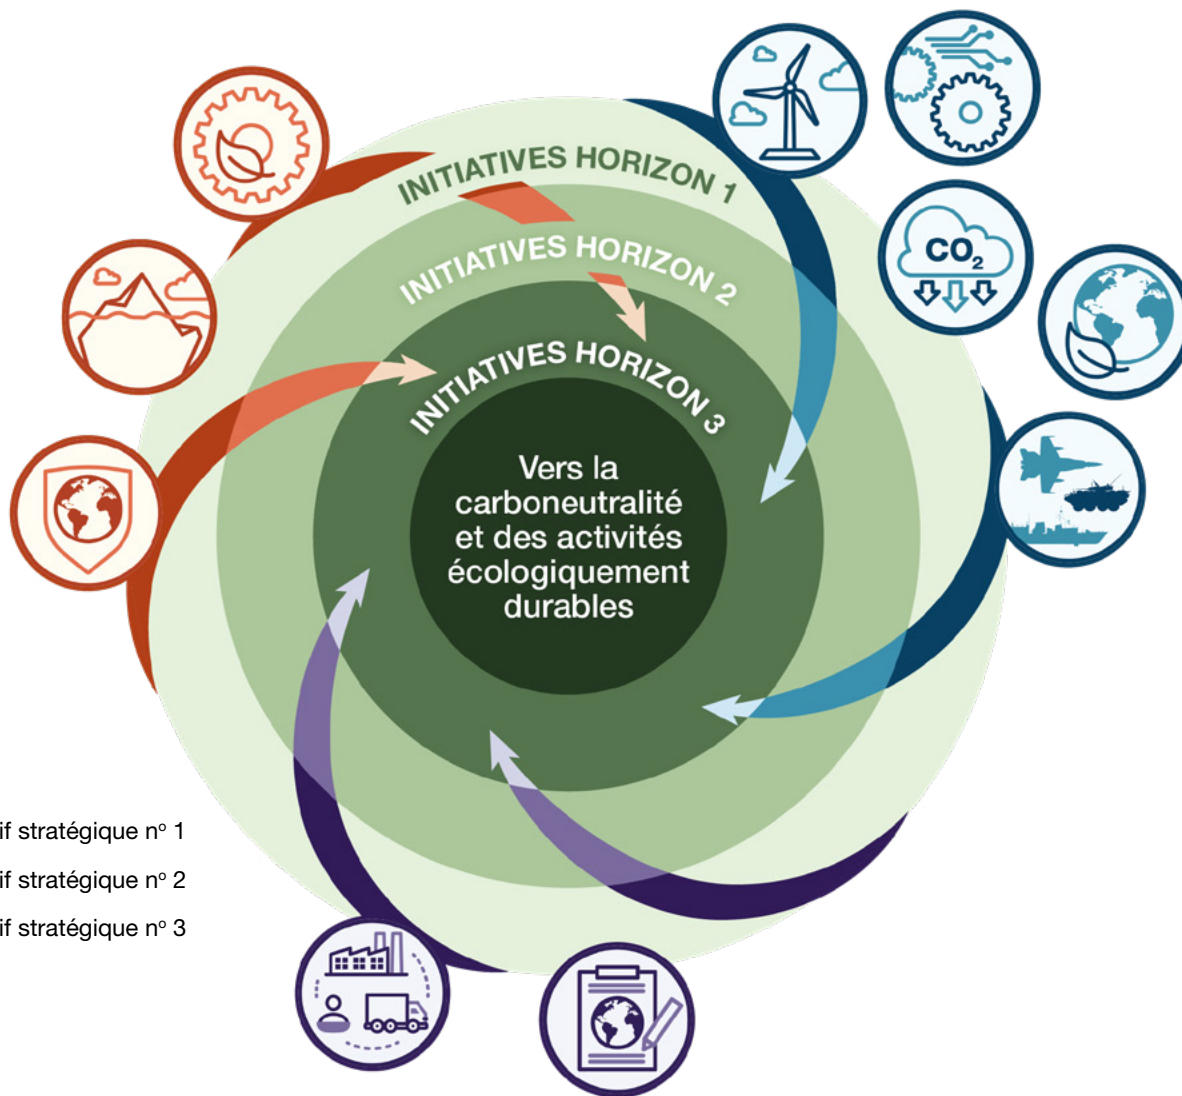 INITIATIVES HORIZON 1
INITIATIVES HORIZON 2
INITIATIVES HORIZON 3
Vers la
carboneutralité
et des activités
écologiquement
durables
CO₂
if stratégique nº 1
if stratégique nº 2
if stratégique nº 3